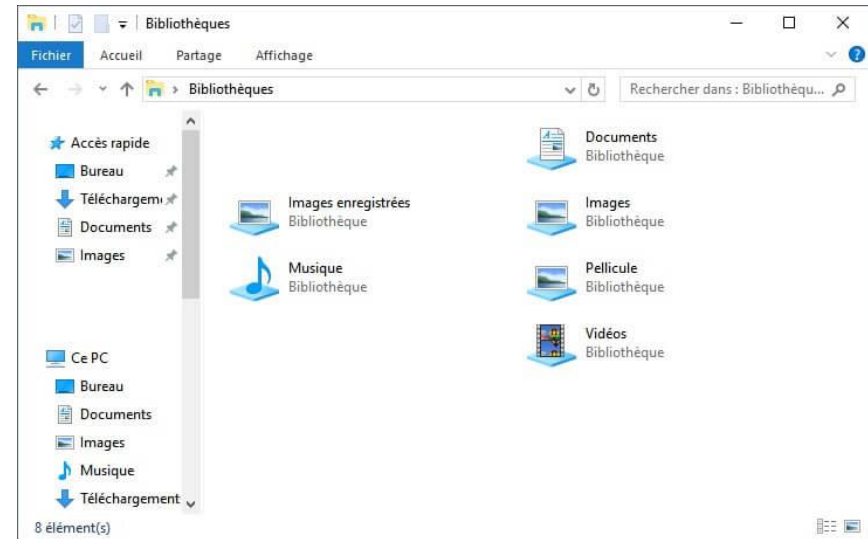 Bibliothèques
Fichier Accueil Partage Affichage
Bibliothèques
Rechercher dans : Bibliothèqu...
Accès rapide
Bureau
Téléchargem
Documents
Images
Ce PC
Bureau
Documents
Images
Musique
Téléchargement
Documents
Bibliothèque
Images enregistrées
Bibliothèque
Images
Bibliothèque
Musique
Bibliothèque
Pellicule
Bibliothèque
Vidéos
Bibliothèque
8 élément(s)